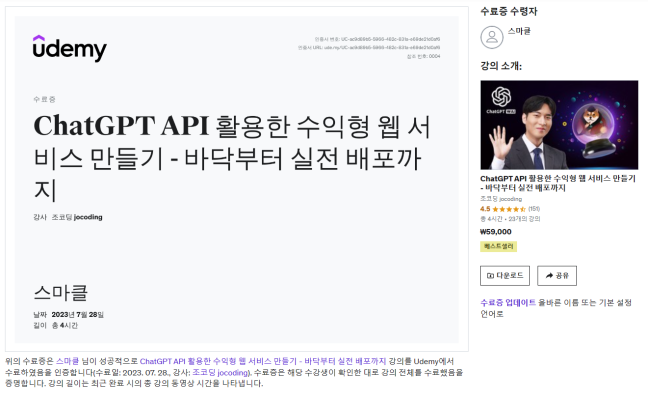 ûdemy
수료증
ChatGPT API 활용한 수익형 웹 서
비스 만들기 - 바닥부터 실전 배포까
지
강사 조코딩 jocoding
스마클
날짜 2023년 7월 28일
길이 총 4시간
위의 수료증은 스마클 님이 성공적으로 ChatGPT API 활용한 수익형 웹 서비스 만들기 - 바닥부터 실전 배포까지 강의를 Udemy에서
수료하였음을 인증합니다(수료일: 2023. 07. 28., 강사: 조코딩 jocoding). 수료증은 해당 수강생이 확인한 대로 강의 전체를 수료했음을
증명합니다. 강의 길이는 최근 완료 시의 총 강의 동영상 시간을 나타냅니다.
수료증 수령자
스마클
강의 소개:
ChatGPT
ChatGPT API 활용한 수익형 웹 서비스 만들기
- 바닥부터 실전 배포까지
조코딩 jocoding
4.5 (151)
총 4시간 • 23개의 강의
₩59,000
베스트셀러
다운로드
공유
수료증 업데이트 올바른 이름 또는 기본 설정
언어로